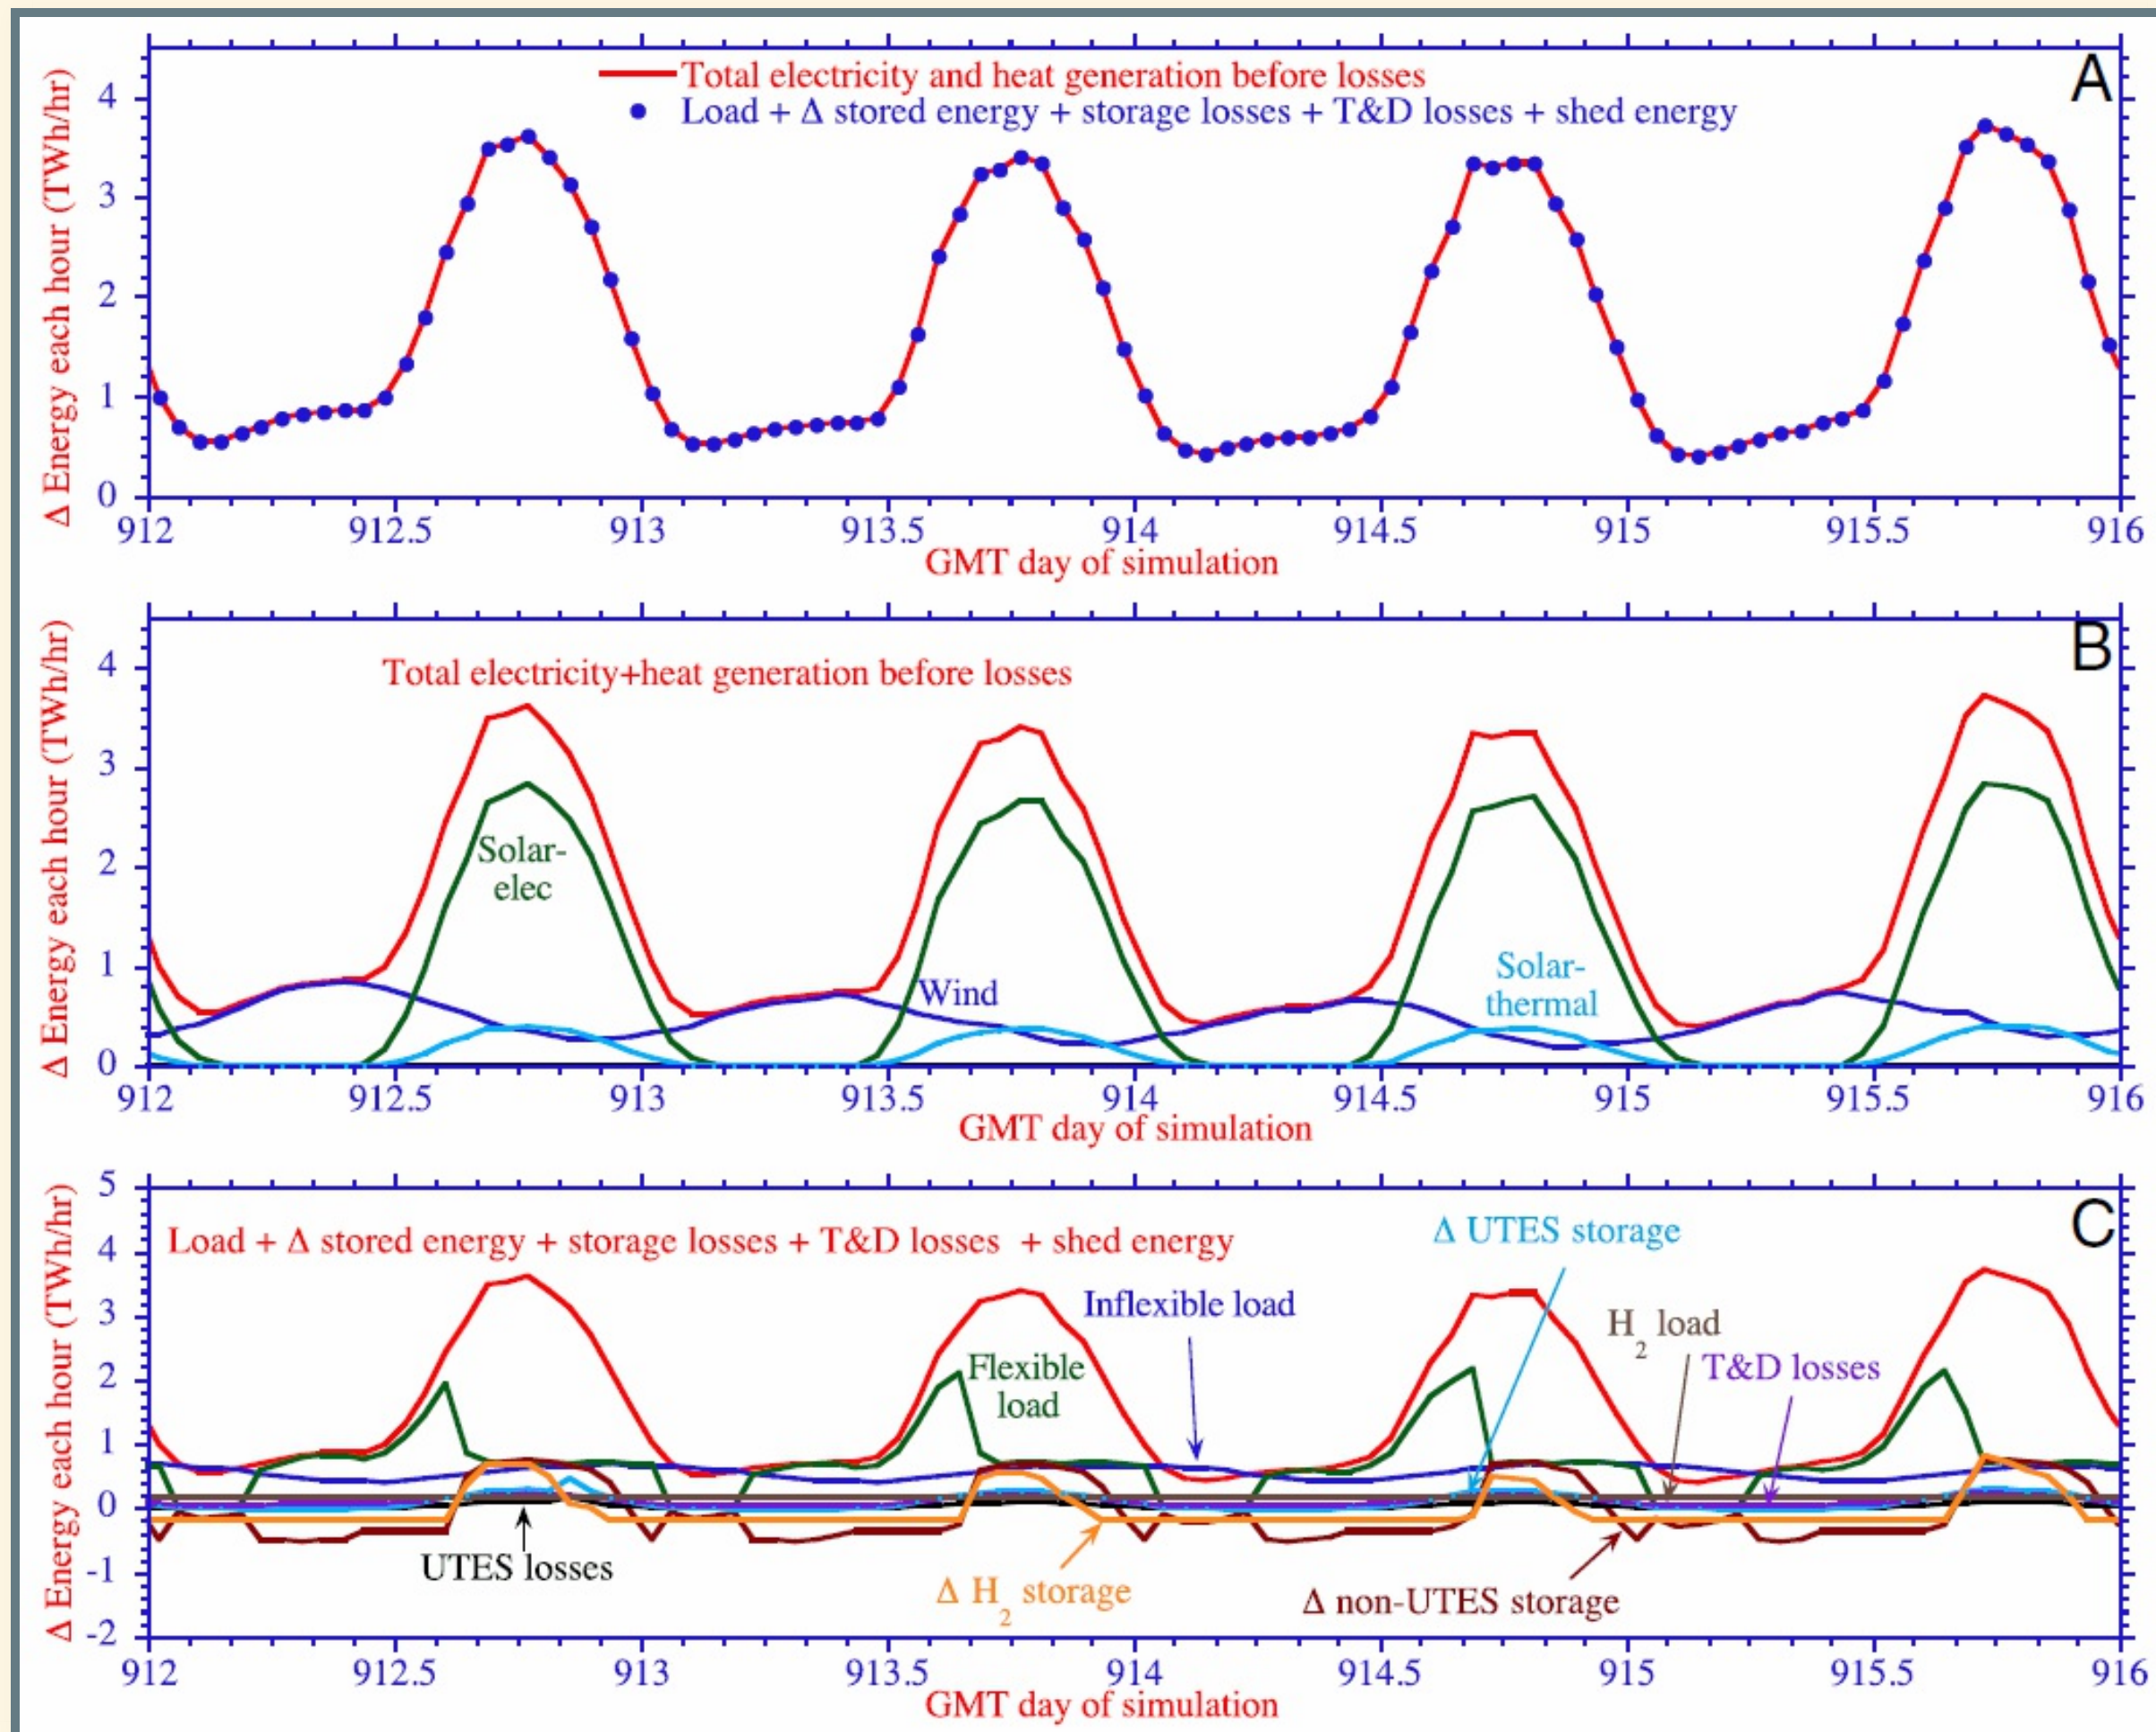 A
Total electricity and heat generation before losses
Load + Δ stored energy + storage losses + T&D losses + shed energy
Δ Energy each hour (TWh/hr)
4
3
2
1
0
912 912.5 913 913.5 914 914.5 915 915.5 916
GMT day of simulation
B
Total electricity+heat generation before losses
Δ Energy each hour (TWh/hr)
4
3
2
1
0
Solar-
elec
Wind
Solar-
thermal
912 912.5 913 913.5 914 914.5 915 915.5 916
GMT day of simulation
C
Load + Δ stored energy + storage losses + T&D losses + shed energy
Δ Energy each hour (TWh/hr)
5
4
3
2
1
0
-1
-2
Δ UTES storage
Inflexible load
H2 load
T&D losses
Flexible
load
UTES losses
Δ H2 storage
Δ non-UTES storage
912 912.5 913 913.5 914 914.5 915 915.5 916
GMT day of simulation